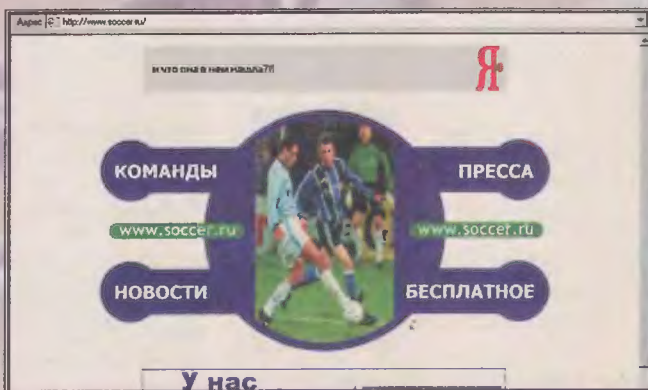 Адрес http://www.soccer.ru/
и что она в нем нашла?!!
Я
КОМАНДЫ
ПРЕССА
www.soccer.ru
www.soccer.ru
НОВОСТИ
БЕСПЛАТНОЕ
У нас